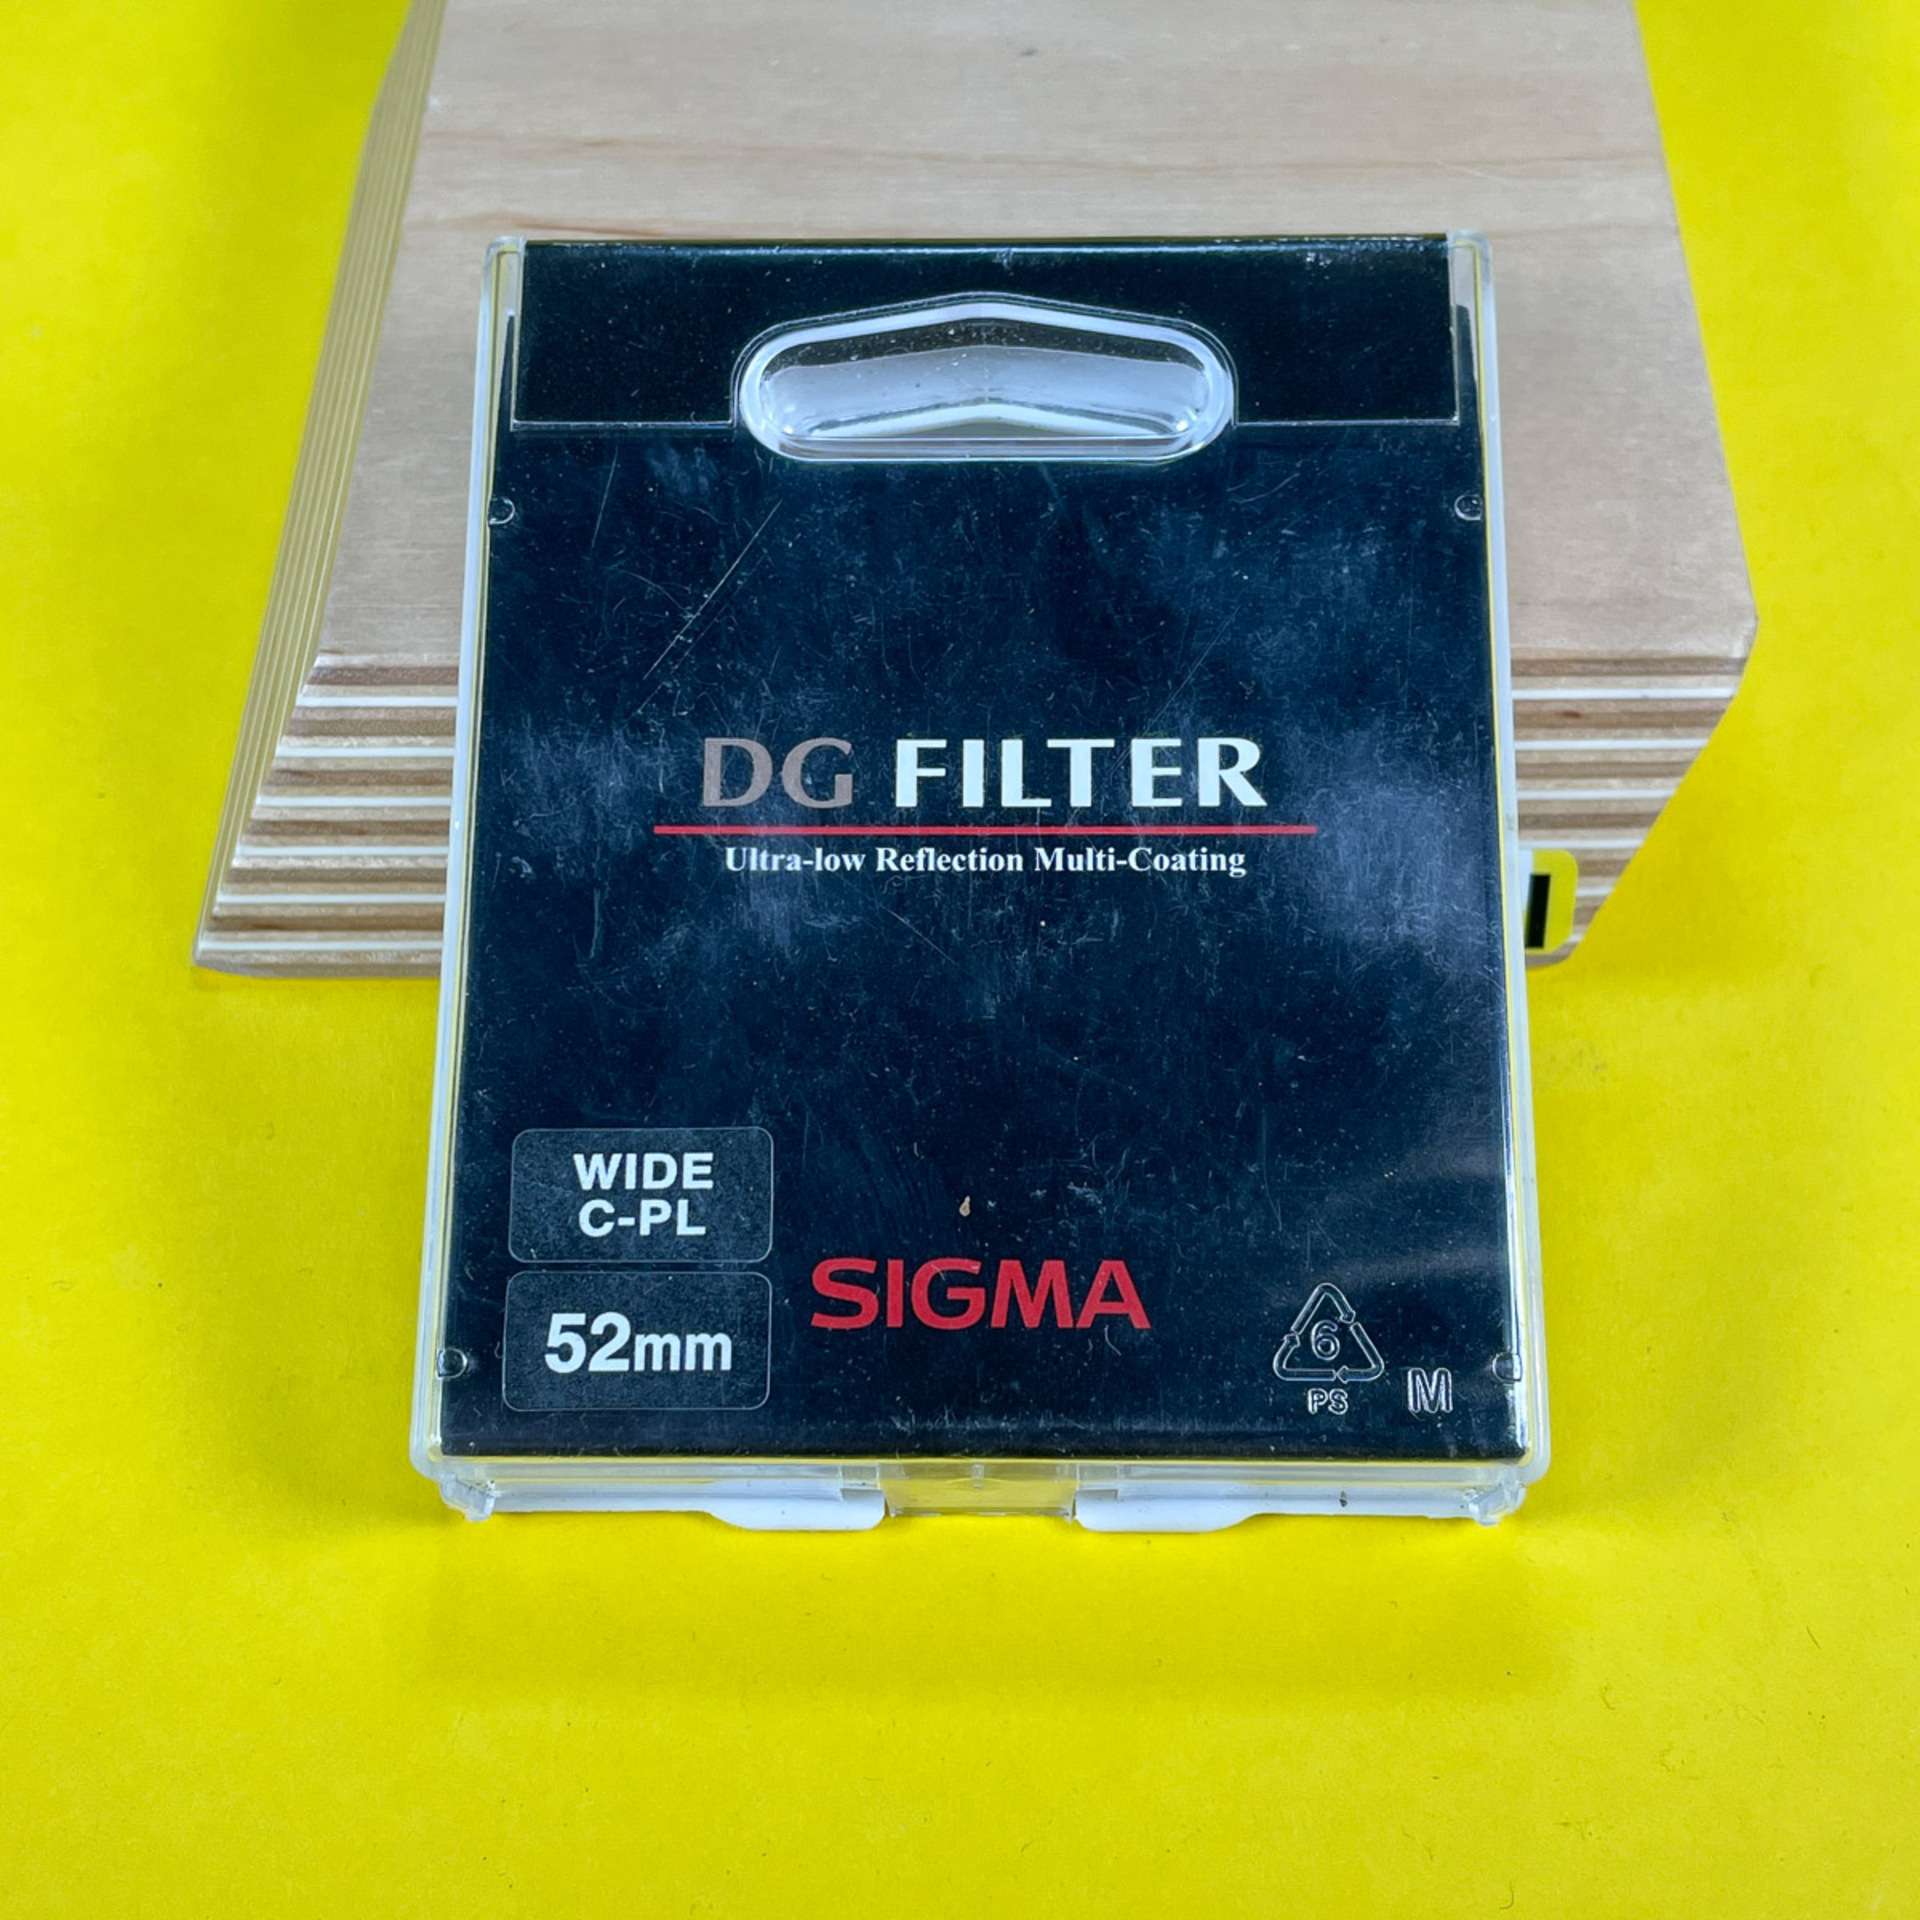 DG FILTER
Ultra-low Reflection Multi-Coating
WIDE
C-PL
52mm
SIGMA
6
PS
M